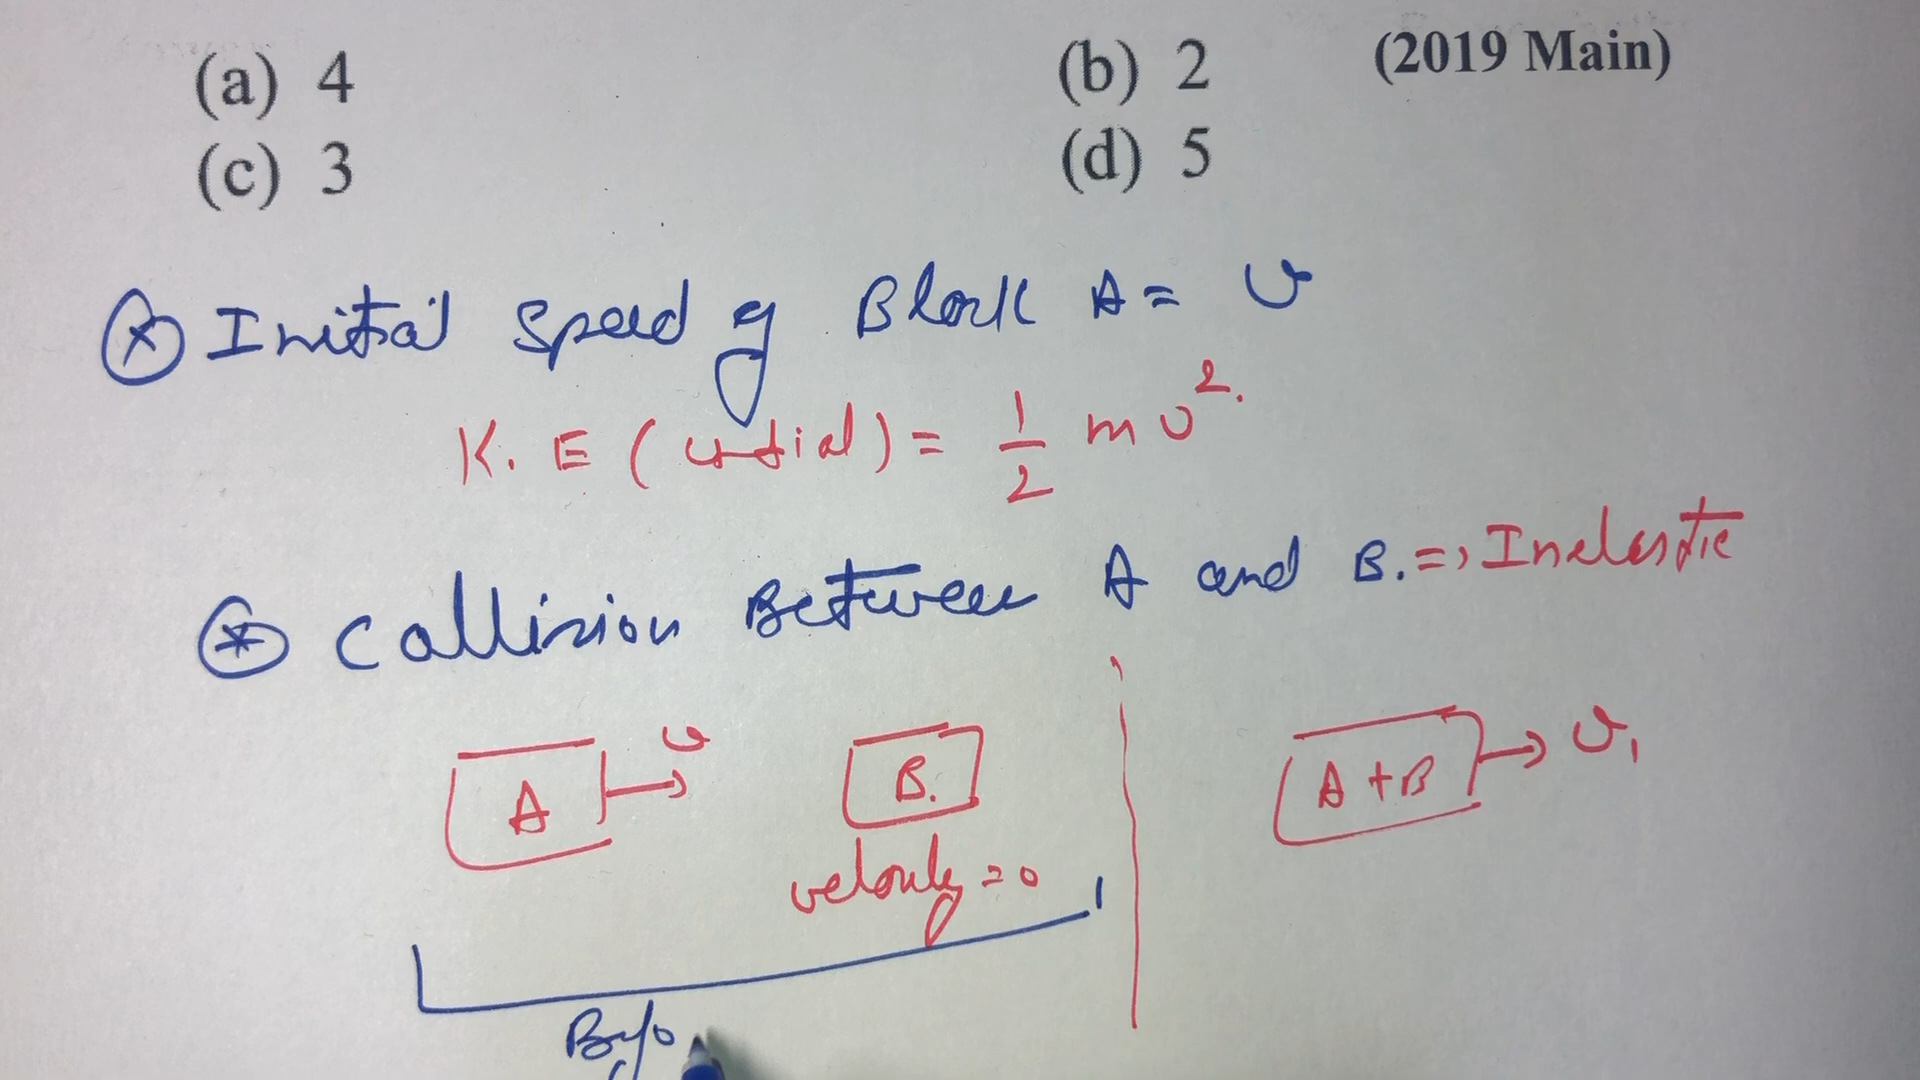 (a) 4 (b) 2 (2019 Main)
(c) 3 (d) 5
Initial speed of Block A = v
K.E (initial) = 1/2 mv².
Collision Between A and B. => Inelastic
A → v B. A+B → v₁
velocity = 0